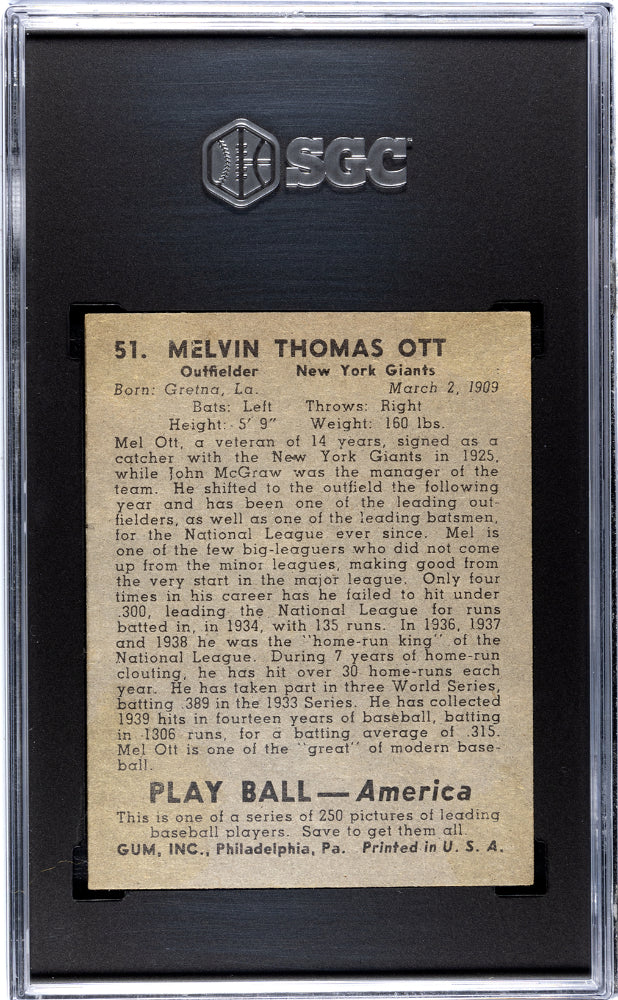 SGC
51. MELVIN THOMAS OTT
Outfielder New York Giants
Born: Gretna, La. March 2, 1909
Bats: Left Throws: Right
Height: 5' 9" Weight: 160 lbs.
Mel Ott, a veteran of 14 years, signed as a
catcher with the New York Giants in 1925,
while John McGraw was the manager of the
team. He shifted to the outfield the following
year and has been one of the leading out-
fielders, as well as one of the leading batsmen,
for the National League ever since. Mel is
one of the few big-leaguers who did not come
up from the minor leagues, making good from
the very start in the major league. Only four
times in his career has he failed to hit under
.300, leading the National League for runs
batted in, in 1934, with 135 runs. In 1936, 1937
and 1938 he was the "home-run king" of the
National League. During 7 years of home-run
clouting, he has hit over 30 home-runs each
year. He has taken part in three World Series,
batting .389 in the 1933 Series. He has collected
1939 hits in fourteen years of baseball, batting
in 1306 runs, for a batting average of .315.
Mel Ott is one of the "great" of modern base-
ball.
PLAY BALL — America
This is one of a series of 250 pictures of leading
baseball players. Save to get them all.
GUM, INC., Philadelphia, Pa. Printed in U. S. A.